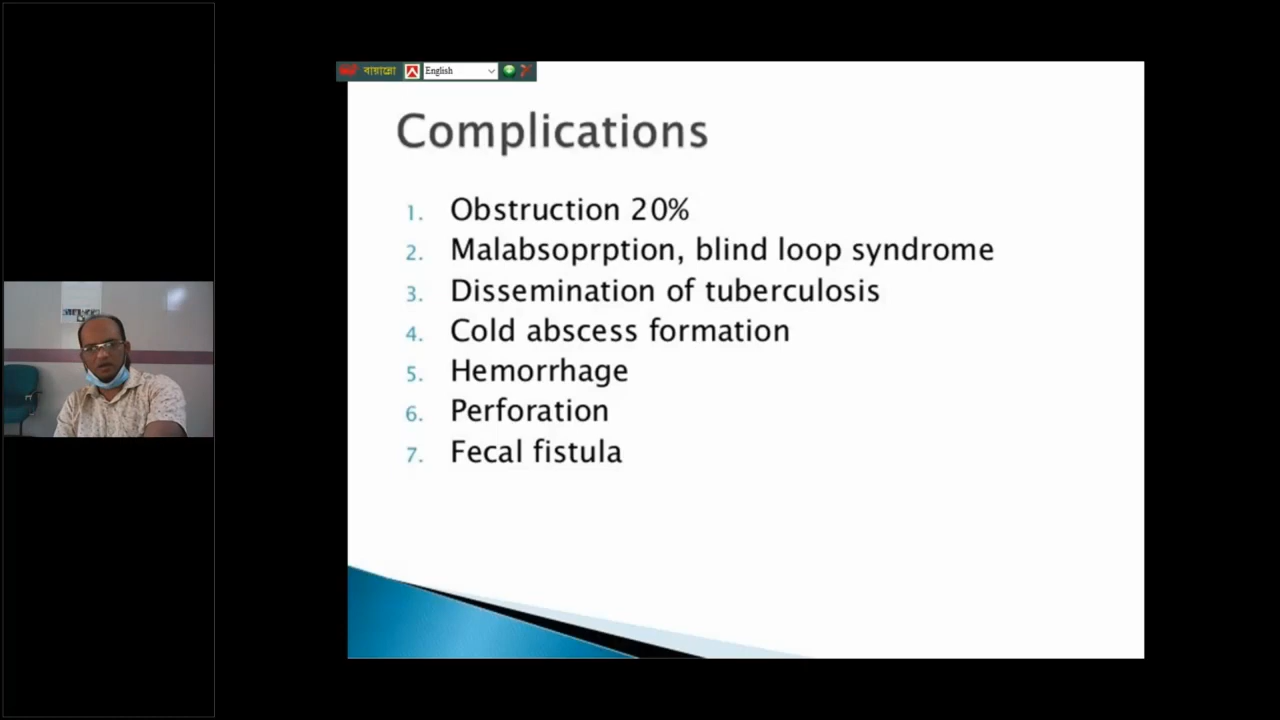 বায়ান্নো English
Complications
1. Obstruction 20%
2. Malabsoprption, blind loop syndrome
3. Dissemination of tuberculosis
4. Cold abscess formation
5. Hemorrhage
6. Perforation
7. Fecal fistula